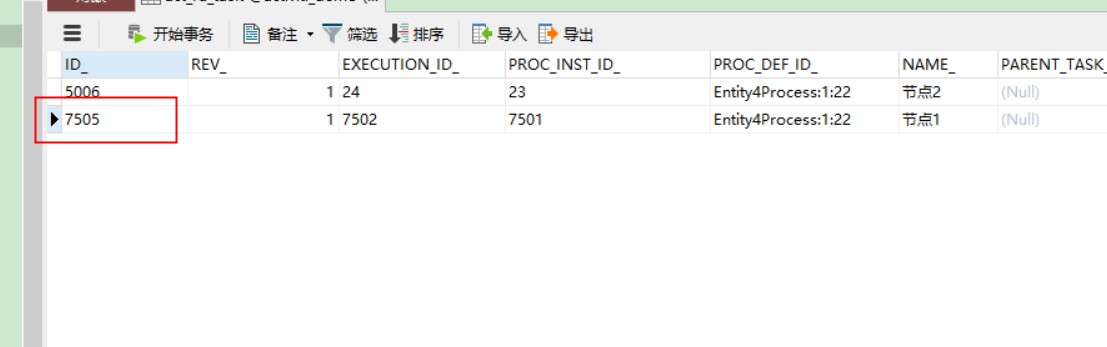 开始事务 备注 筛选 排序 导入 导出
ID_ REV_ EXECUTION_ID_ PROC_INST_ID_ PROC_DEF_ID_ NAME_ PARENT_TASK_
5006 1 24 23 Entity4Process:1:22 节点2 (Null)
7505 1 7502 7501 Entity4Process:1:22 节点1 (Null)